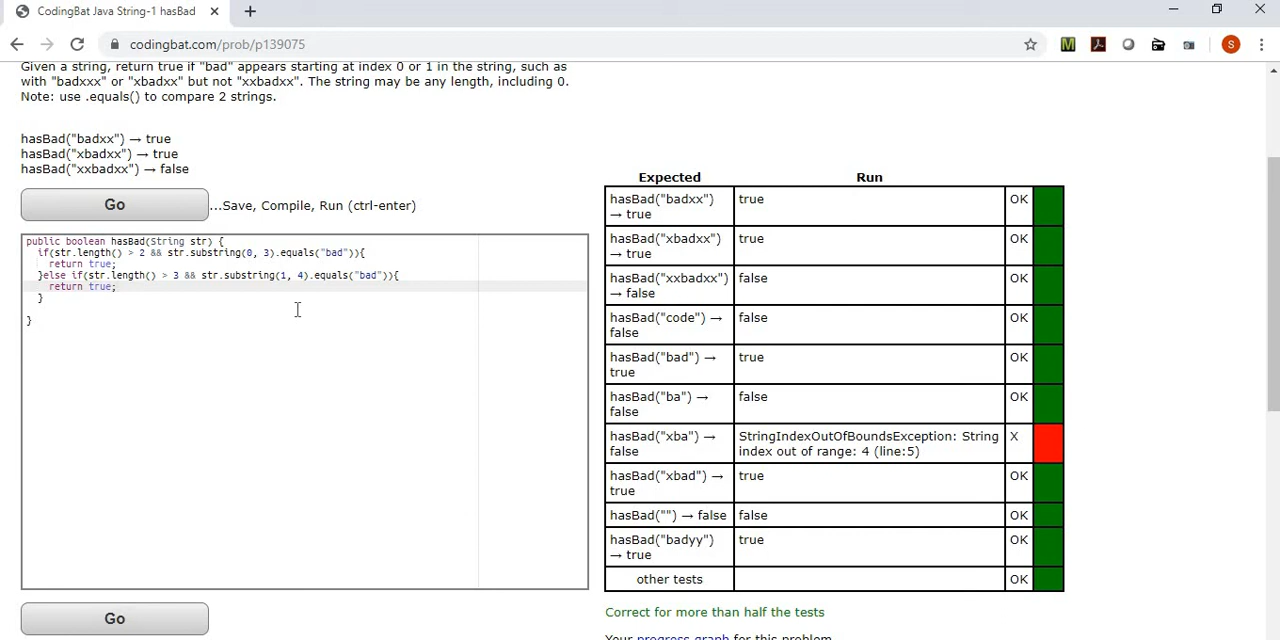 CodingBat Java String-1 hasBad
codingbat.com/prob/p139075
S
Given a string, return true if "bad" appears starting at index 0 or 1 in the string, such as
with "badxxx" or "xbadxx" but not "xxbadxx". The string may be any length, including 0.
Note: use .equals() to compare 2 strings.
hasBad("badxx") → true
hasBad("xbadxx") → true
hasBad("xxbadxx") → false
Go
...Save, Compile, Run (ctrl-enter)
public boolean hasBad(String str) {
if(str.length() > 2 && str.substring(0, 3).equals("bad")){
return true;
}else if(str.length() > 3 && str.substring(1, 4).equals("bad")){
return true;
}
}
Go
Expected Run
hasBad("badxx") → true true OK
hasBad("xbadxx") → true true OK
hasBad("xxbadxx") → false false OK
hasBad("code") → false false OK
hasBad("bad") → true true OK
hasBad("ba") → false false OK
hasBad("xba") → false StringIndexOutOfBoundsException: String index out of range: 4 (line:5) X
hasBad("xbad") → true true OK
hasBad("") → false false OK
hasBad("badyy") → true true OK
other tests OK
Correct for more than half the tests
Your progress graph for this problem